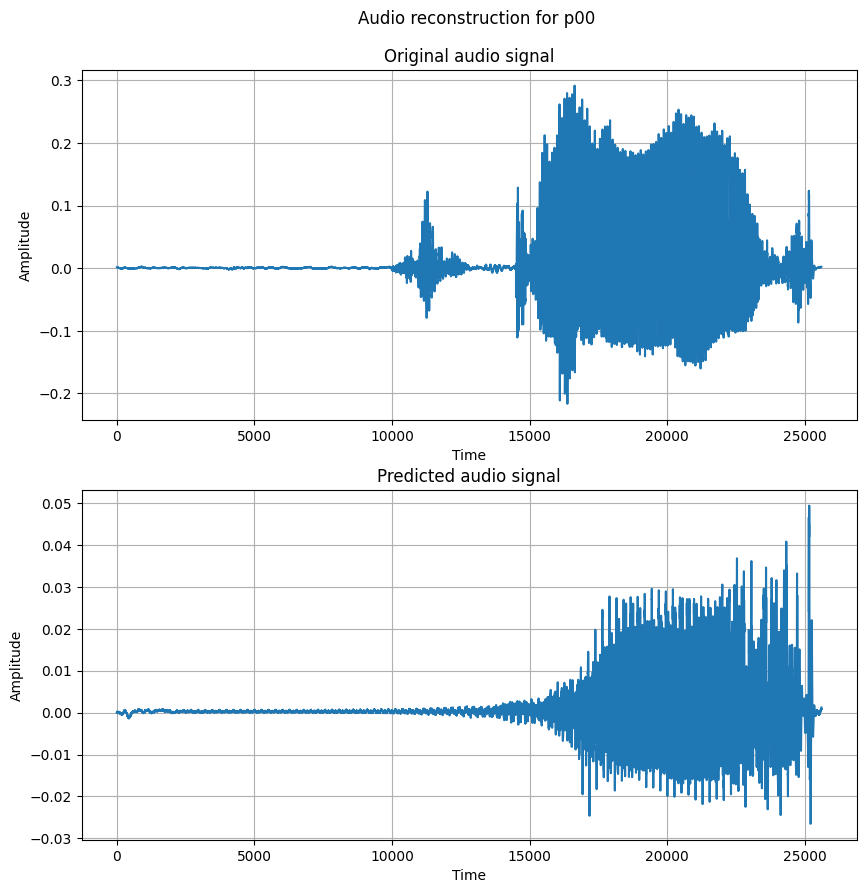 Audio reconstruction for p00
Original audio signal
0.3
0.2
0.1
0.0
−0.1
−0.2
Amplitude
0 5000 10000 15000 20000 25000
Time
Predicted audio signal
0.05
0.04
0.03
0.02
0.01
0.00
−0.01
−0.02
−0.03
Amplitude
0 5000 10000 15000 20000 25000
Time